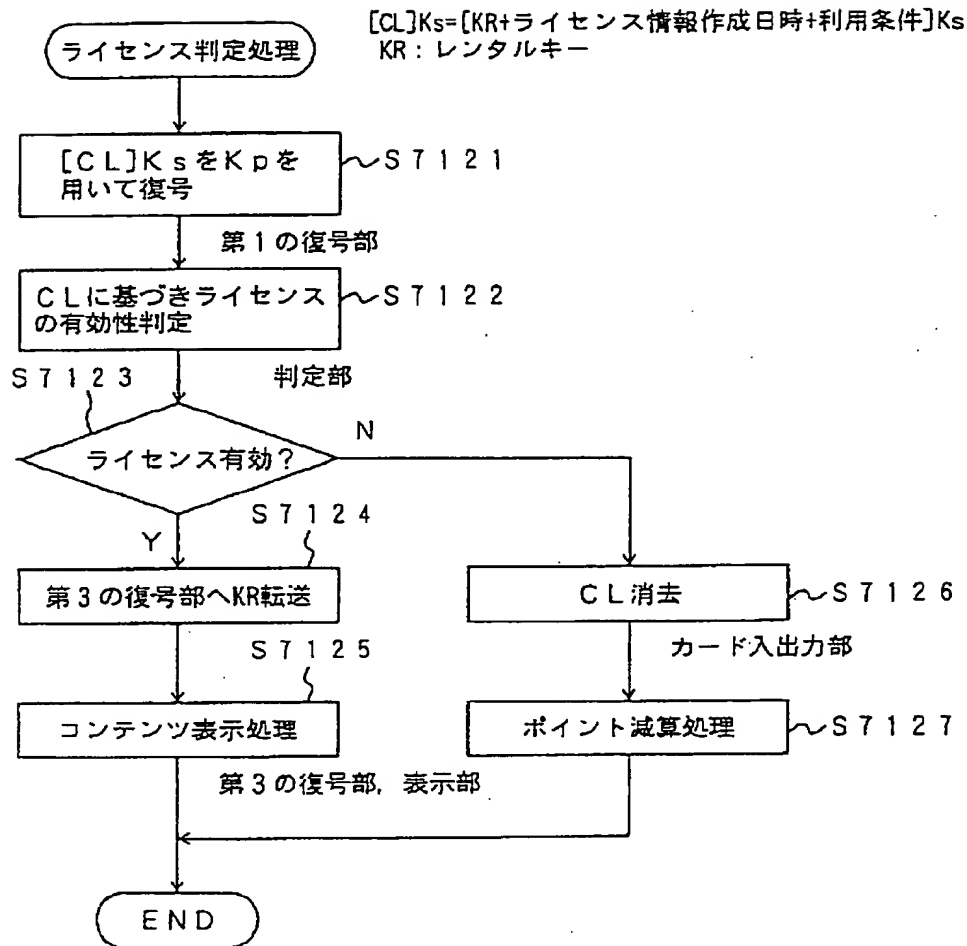 [CL]Ks=[KR+ライセンス情報作成日時+利用条件]Ks
KR:レンタルキー
ライセンス判定処理
[CL]KsをKpを
用いて復号
S7121
第1の復号部
CLに基づきライセンス
の有効性判定
S7122
S7123
判定部
ライセンス有効?
N
Y
S7124
第3の復号部へKR転送
CL消去
S7126
カード入出力部
S7125
コンテンツ表示処理
ポイント減算処理
S7127
第3の復号部,表示部
END